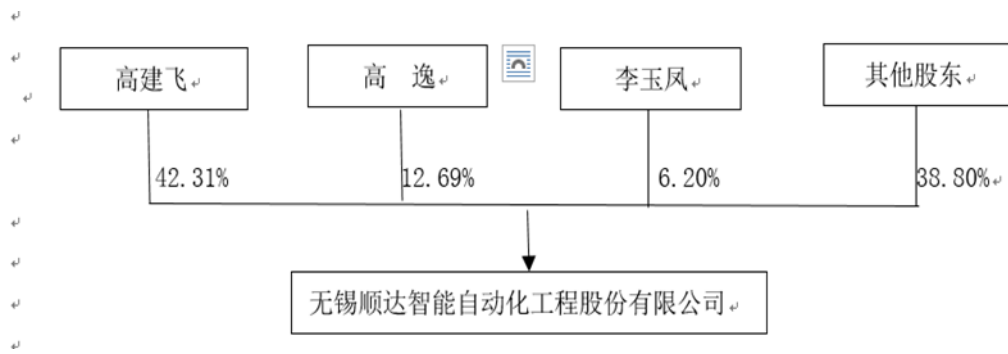 高建飞
高 逸
李玉凤
其他股东
42.31%
12.69%
6.20%
38.80%
无锡顺达智能自动化工程股份有限公司